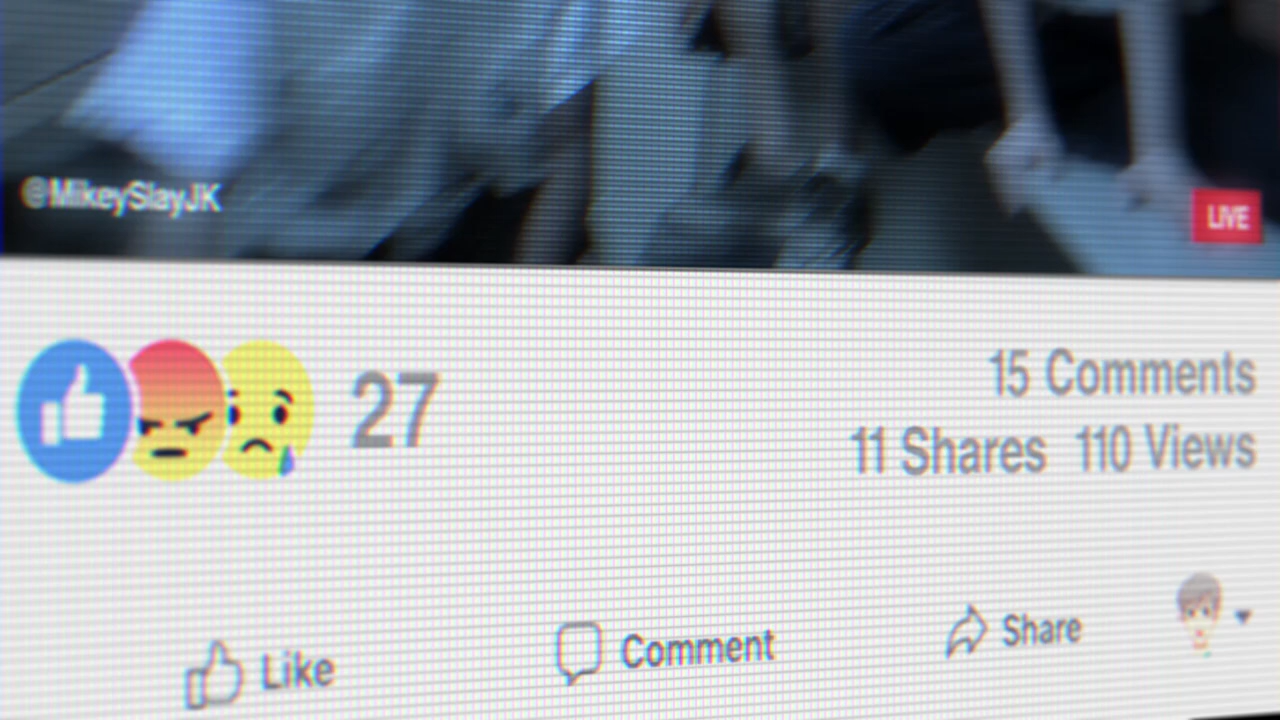 @MikeySlayJK
LIVE
27
15 Comments
11 Shares 110 Views
Like
Comment
Share